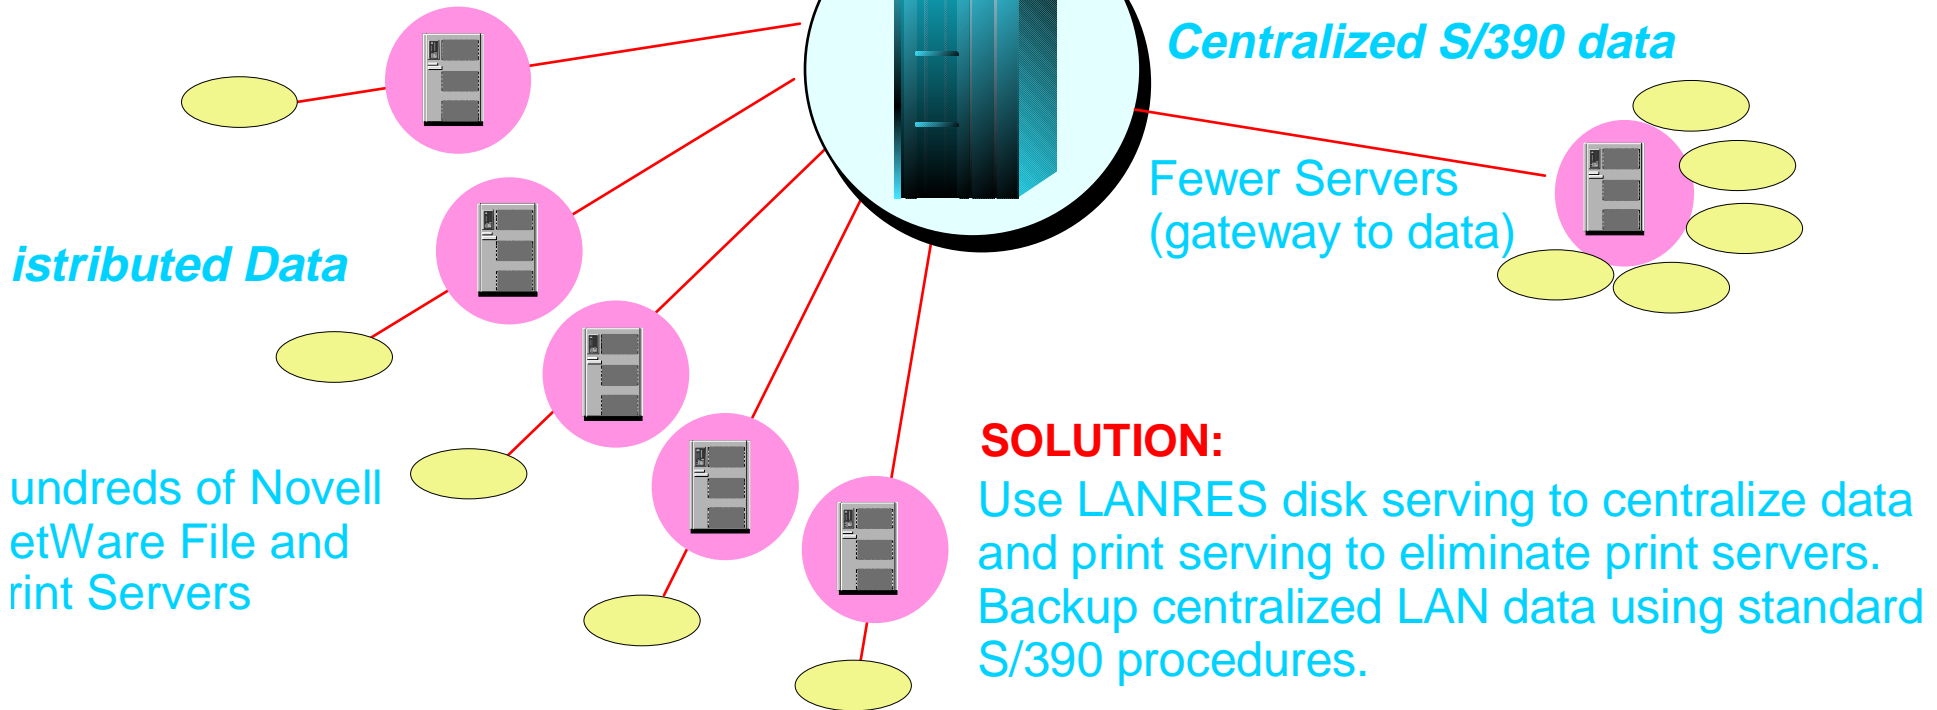 Centralized S/390 data
Fewer Servers
(gateway to data)
istributed Data
undreds of Novell
etWare File and
rint Servers
SOLUTION:
Use LANRES disk serving to centralize data
and print serving to eliminate print servers.
Backup centralized LAN data using standard
S/390 procedures.